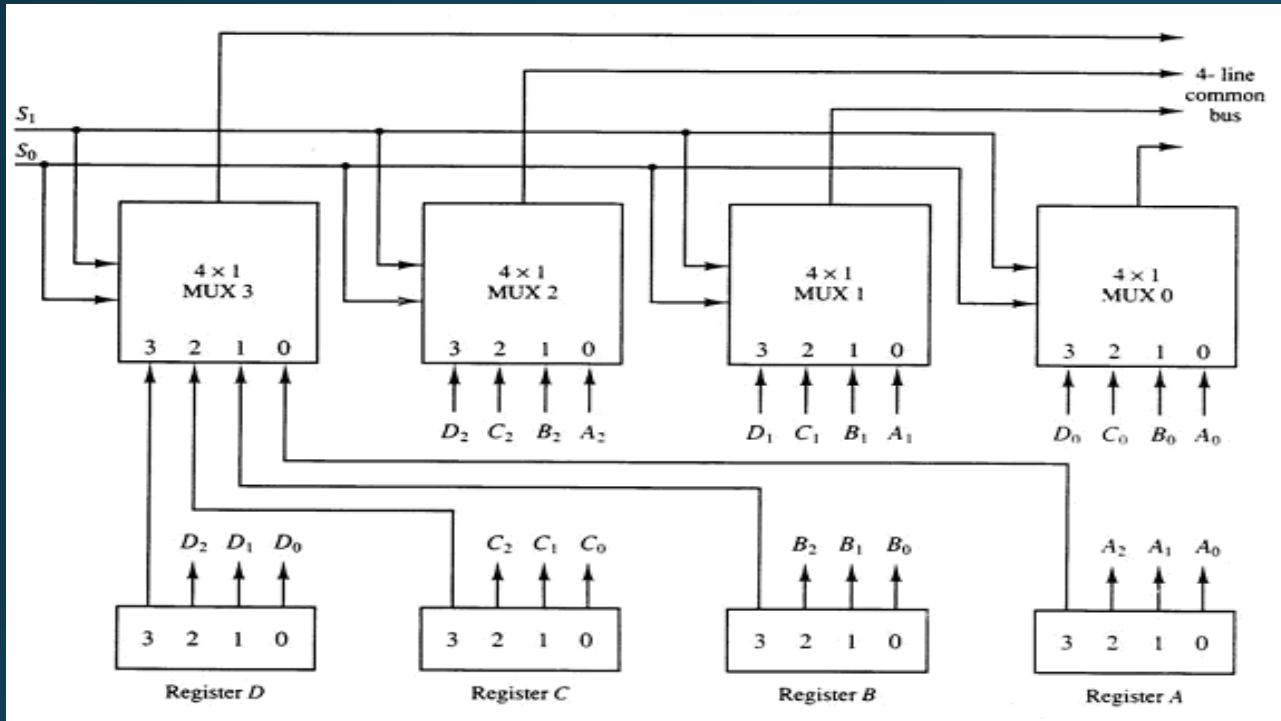 4- line
common
bus
S₁
S₀
4 × 1
MUX 3
4 × 1
MUX 2
4 × 1
MUX 1
4 × 1
MUX 0
3 2 1 0
3 2 1 0
3 2 1 0
3 2 1 0
D₂ C₂ B₂ A₂
D₁ C₁ B₁ A₁
D₀ C₀ B₀ A₀
D₂ D₁ D₀
C₂ C₁ C₀
B₂ B₁ B₀
A₂ A₁ A₀
3 2 1 0
3 2 1 0
3 2 1 0
3 2 1 0
Register D
Register C
Register B
Register A